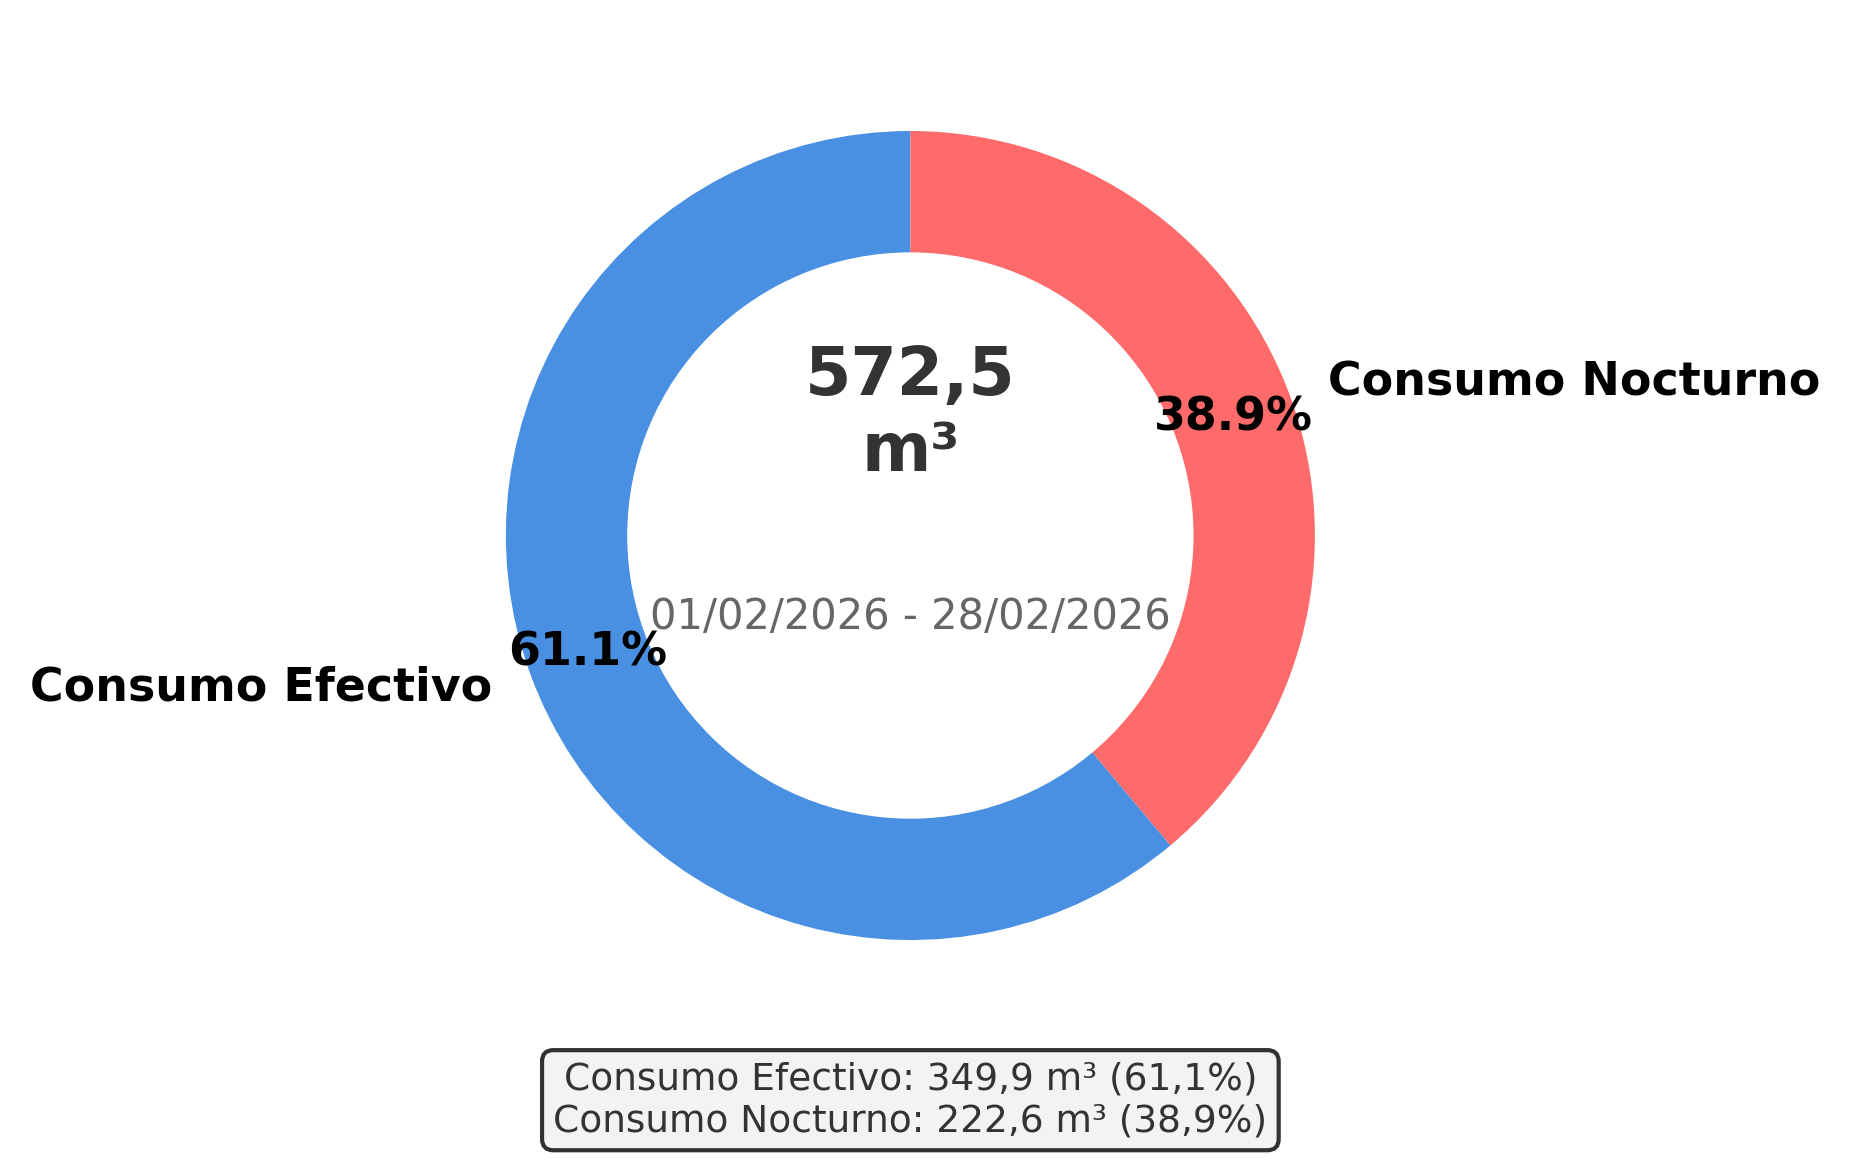 572,5
m³
Consumo Nocturno
38.9%
01/02/2026 - 28/02/2026
61.1%
Consumo Efectivo
Consumo Efectivo: 349,9 m³ (61,1%)
Consumo Nocturno: 222,6 m³ (38,9%)